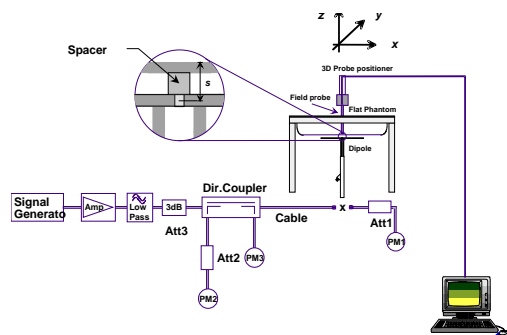 z
y
x
Spacer
s
3D Probe positioner
Field probe
Flat Phantom
Dipole
Signal
Generato
Amp
Low
Pass
3dB
Att3
Dir.Coupler
Cable
x
Att1
PM1
Att2
PM3
PM2